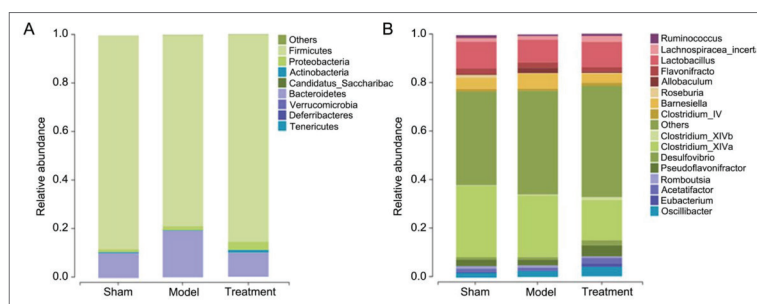 A
1.0
0.8
0.6
0.4
0.2
0.0
Relative abundance
Sham Model Treatment
Others
Firmicutes
Proteobacteria
Actinobacteria
Candidatus_Saccharibac
Bacteroidetes
Verrucomicrobia
Deferribacteres
Tenericutes
B
1.0
0.8
0.6
0.4
0.2
0.0
Relative abundance
Sham Model Treatment
Ruminococcus
Lachnospiracea_incerta
Lactobacillus
Flavonifracto
Allobaculum
Roseburia
Barnesiella
Clostridium_IV
Others
Clostridium_XIVb
Clostridium_XIVa
Desulfovibrio
Pseudoflavonifractor
Romboutsia
Acetatifactor
Eubacterium
Oscillibacter